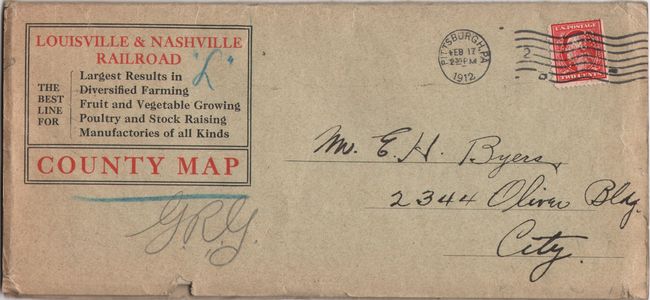 LOUISVILLE & NASHVILLE
RAILROAD
"L"
THE
BEST
LINE
FOR
Largest Results in
Diversified Farming
Fruit and Vegetable Growing
Poultry and Stock Raising
Manufactories of all Kinds
COUNTY MAP
G.R.G.
PITTSBURGH, PA
FEB 17
1912
2
U.S. POSTAGE
TWO CENTS
Mr. E. H. Byers,
2344 Oliver Bldg.
City.